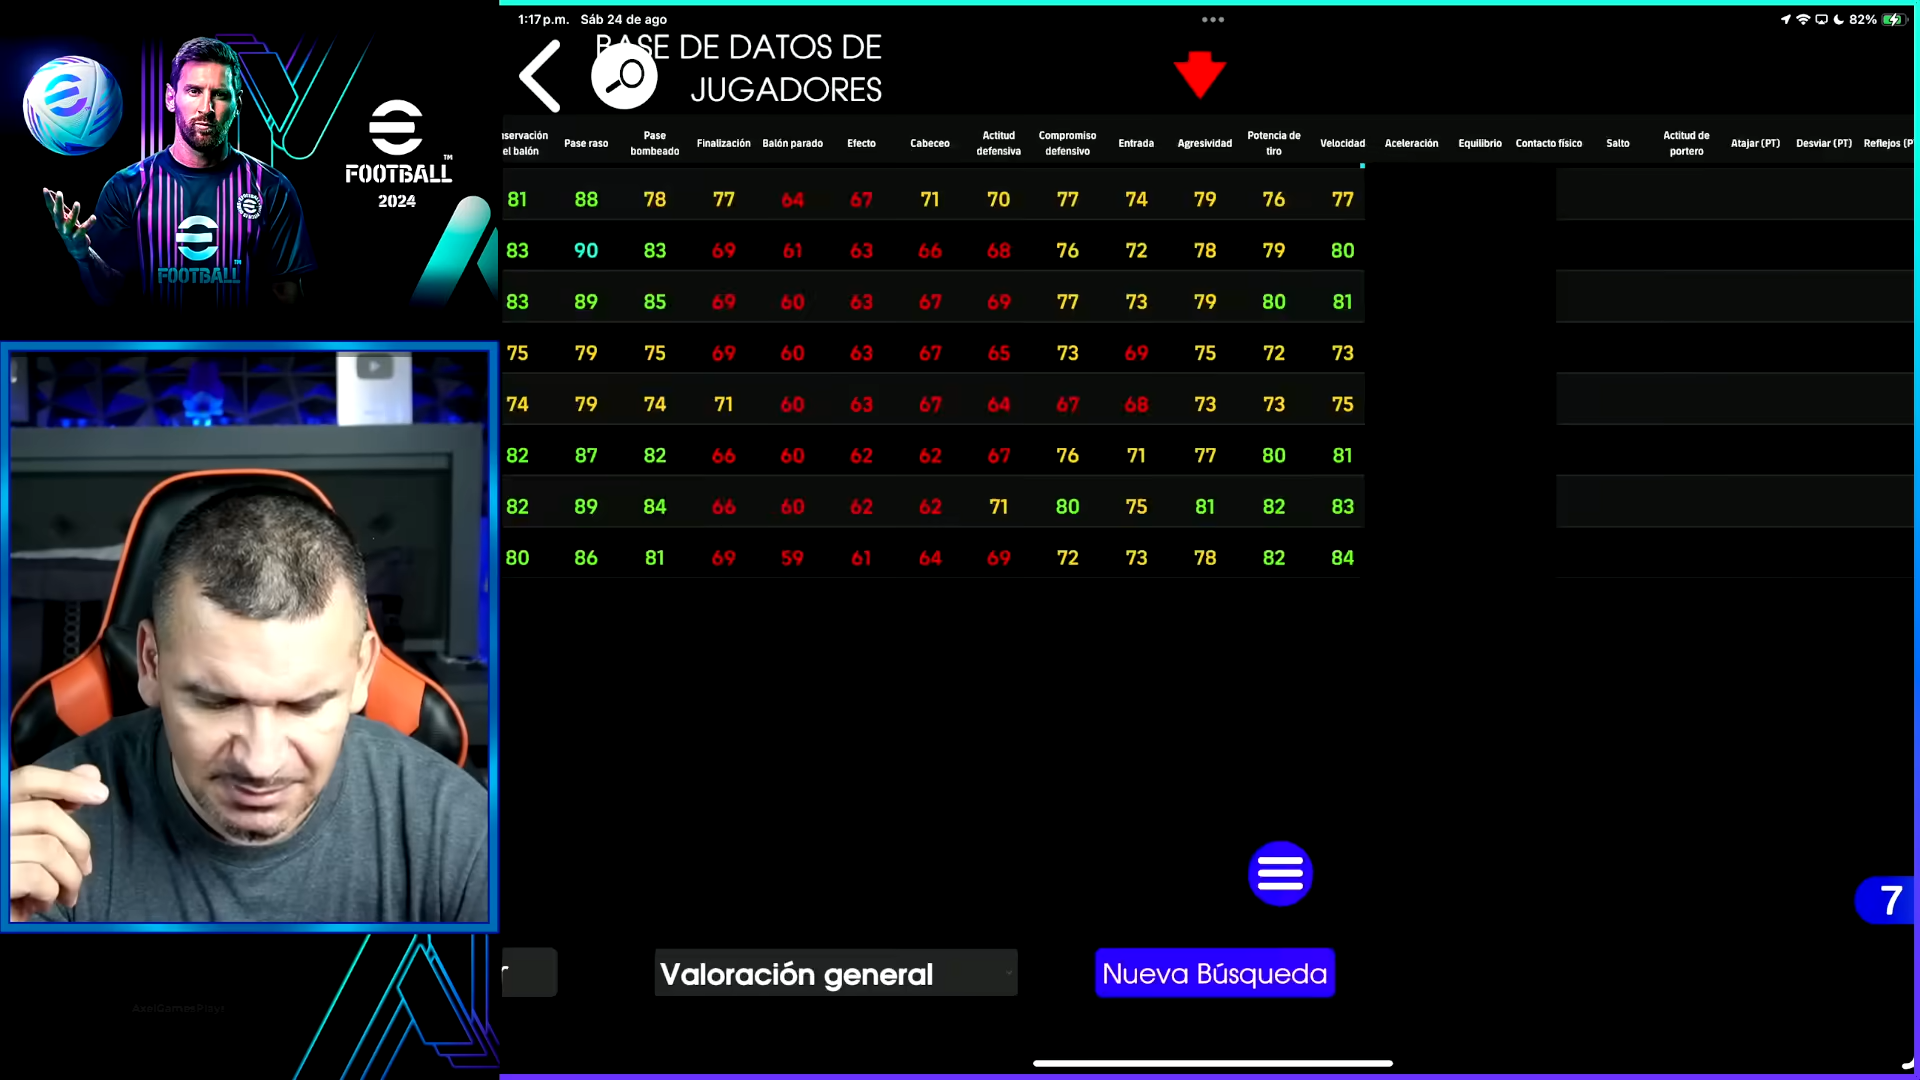 1:17 p.m. Sáb 24 de ago
82%
BASE DE DATOS DE
JUGADORES
FOOTBALL™
2024
FOOTBALL™
servación
el balón
Pase raso
Pase
bombeado
Finalización
Balón parado
Efecto
Cabeceo
Actitud
defensiva
Compromiso
defensivo
Entrada
Agresividad
Potencia de
tiro
Velocidad
Aceleración
Equilibrio
Contacto físico
Salto
Actitud de
portero
Atajar (PT)
Desviar (PT)
Reflejos (P
81 88 78 77 64 67 71 70 77 74 79 76 77
83 90 83 69 61 63 66 68 76 72 78 79 80
83 89 85 69 60 63 67 69 77 73 79 80 81
75 79 75 69 60 63 67 65 73 69 75 72 73
74 79 74 71 60 63 67 64 67 68 73 73 75
82 87 82 66 60 62 62 67 76 71 77 80 81
82 89 84 66 60 62 62 71 80 75 81 82 83
80 86 81 69 59 61 64 69 72 73 78 82 84
7
r
Valoración general
Nueva Búsqueda
AxelGamesPlays